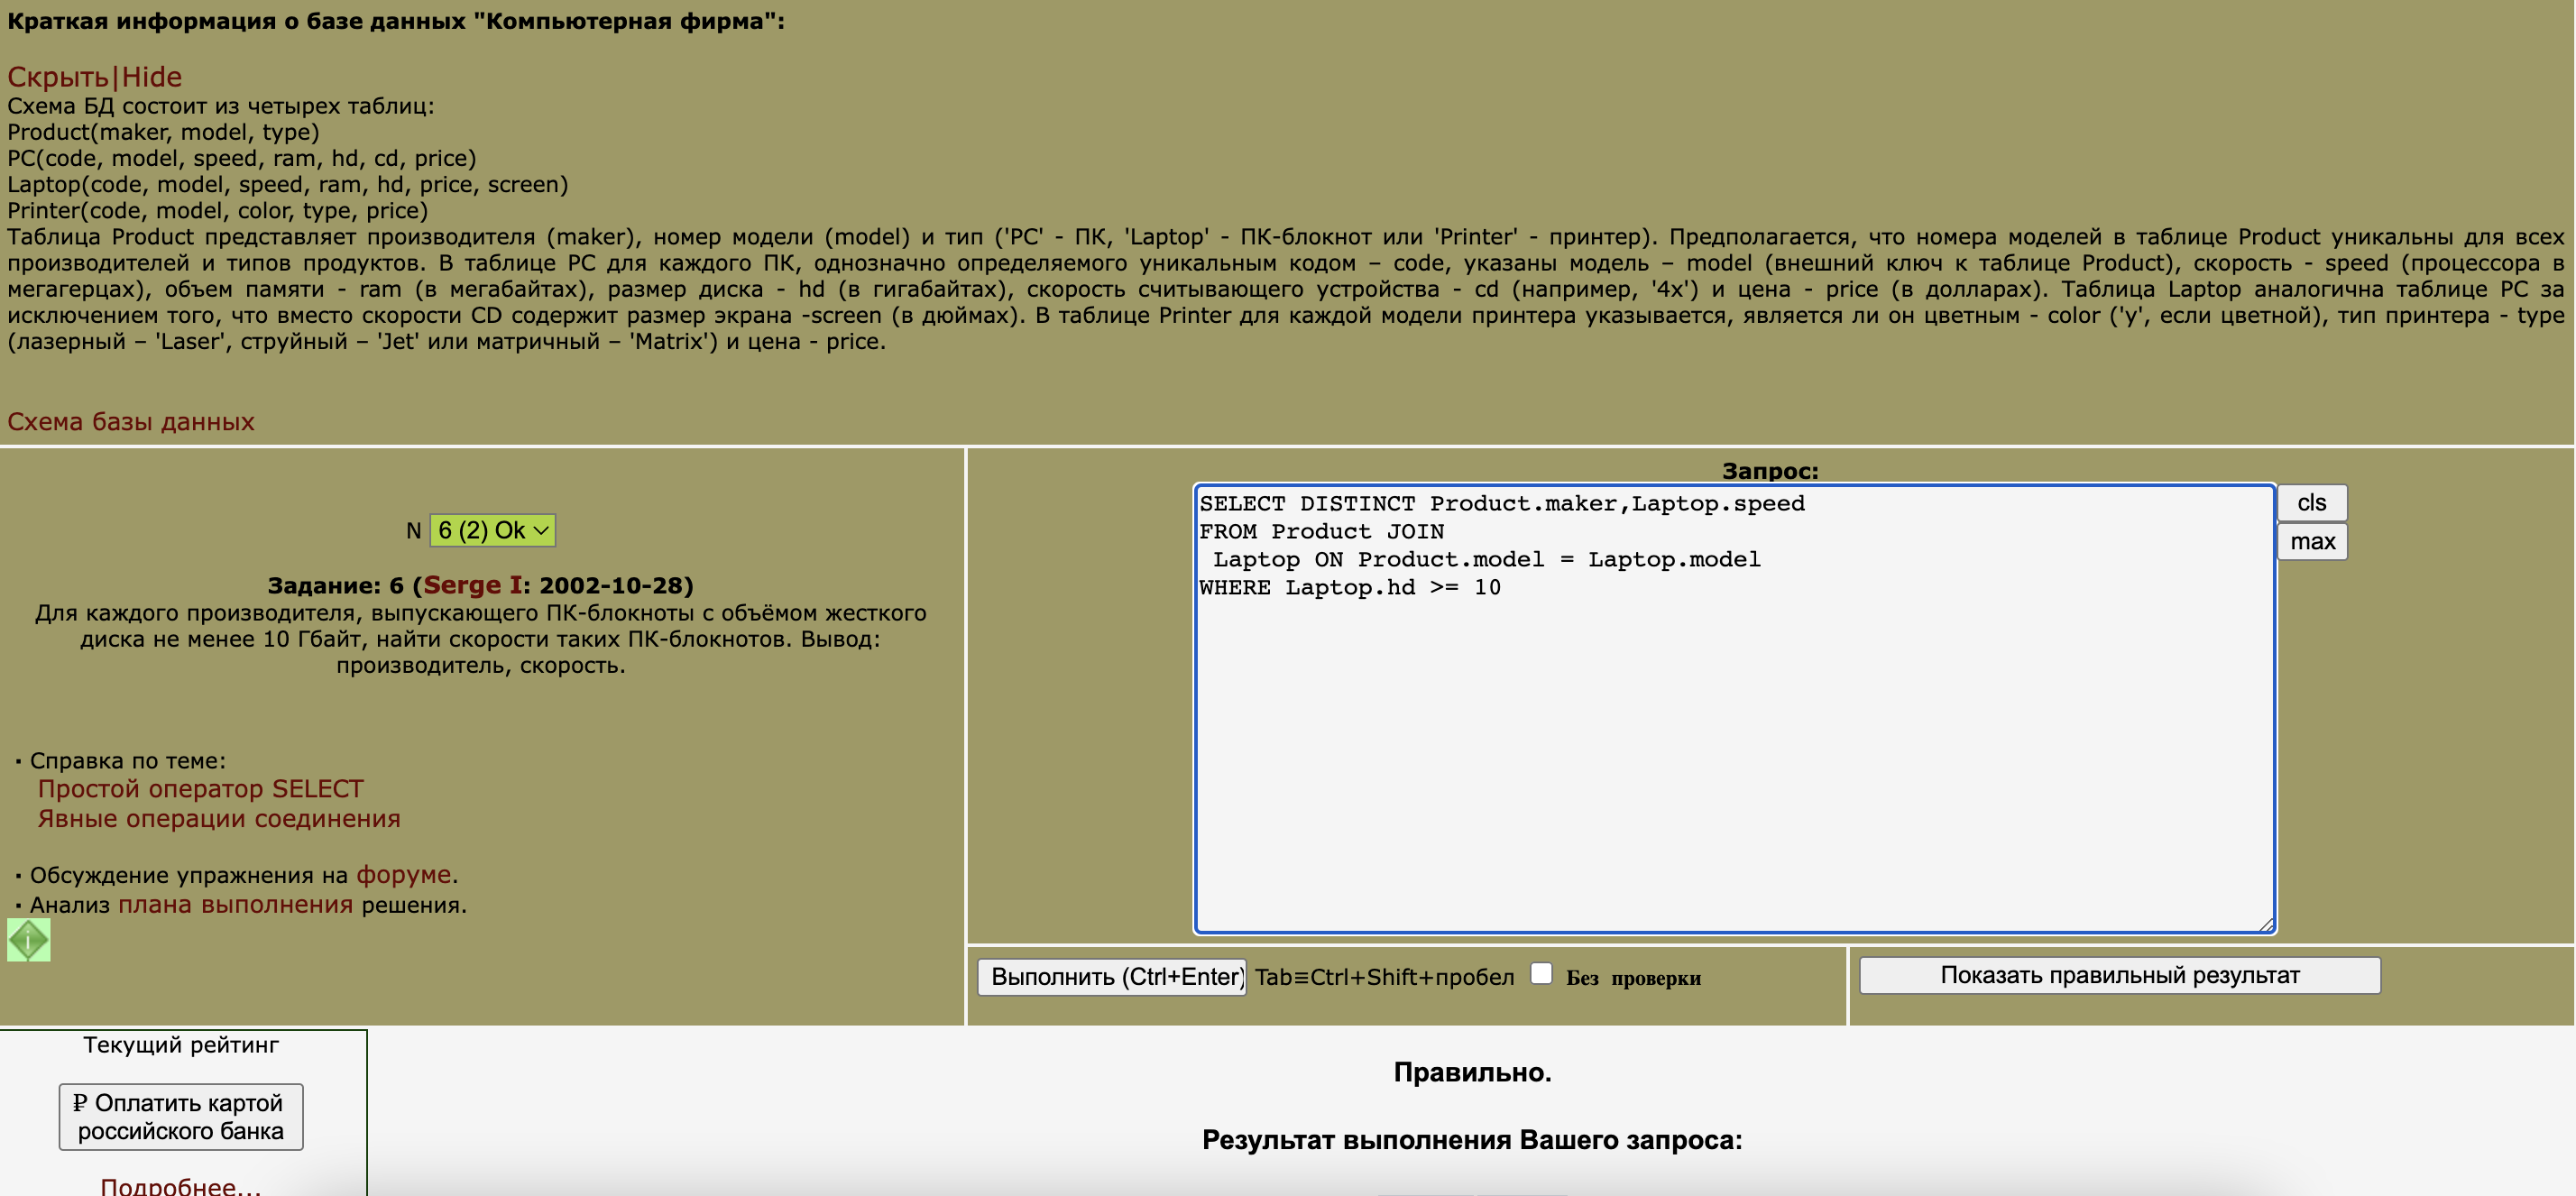 Краткая информация о базе данных "Компьютерная фирма":
Скрыть|Hide
Схема БД состоит из четырех таблиц:
Product(maker, model, type)
PC(code, model, speed, ram, hd, cd, price)
Laptop(code, model, speed, ram, hd, price, screen)
Printer(code, model, color, type, price)
Таблица Product представляет производителя (maker), номер модели (model) и тип ('PC' - ПК, 'Laptop' - ПК-блокнот или 'Printer' - принтер). Предполагается, что номера моделей в таблице Product уникальны для всех
производителей и типов продуктов. В таблице PC для каждого ПК, однозначно определяемого уникальным кодом – code, указаны модель – model (внешний ключ к таблице Product), скорость - speed (процессора в
мегагерцах), объем памяти - ram (в мегабайтах), размер диска - hd (в гигабайтах), скорость считывающего устройства - cd (например, '4x') и цена - price (в долларах). Таблица Laptop аналогична таблице РС за
исключением того, что вместо скорости CD содержит размер экрана -screen (в дюймах). В таблице Printer для каждой модели принтера указывается, является ли он цветным - color ('y', если цветной), тип принтера - type
(лазерный – 'Laser', струйный – 'Jet' или матричный – 'Matrix') и цена - price.
Схема базы данных
N 6 (2) Ok
Задание: 6 (Serge I: 2002-10-28)
Для каждого производителя, выпускающего ПК-блокноты c объёмом жесткого
диска не менее 10 Гбайт, найти скорости таких ПК-блокнотов. Вывод:
производитель, скорость.
· Справка по теме:
Простой оператор SELECT
Явные операции соединения
· Обсуждение упражнения на форуме.
· Анализ плана выполнения решения.
i
Запрос:
SELECT DISTINCT Product.maker,Laptop.speed
FROM Product JOIN
Laptop ON Product.model = Laptop.model
WHERE Laptop.hd >= 10
cls
max
Выполнить (Ctrl+Enter) Tab≡Ctrl+Shift+пробел Без проверки
Показать правильный результат
Текущий рейтинг
₽ Оплатить картой
российского банка
Подробнее...
Правильно.
Результат выполнения Вашего запроса: